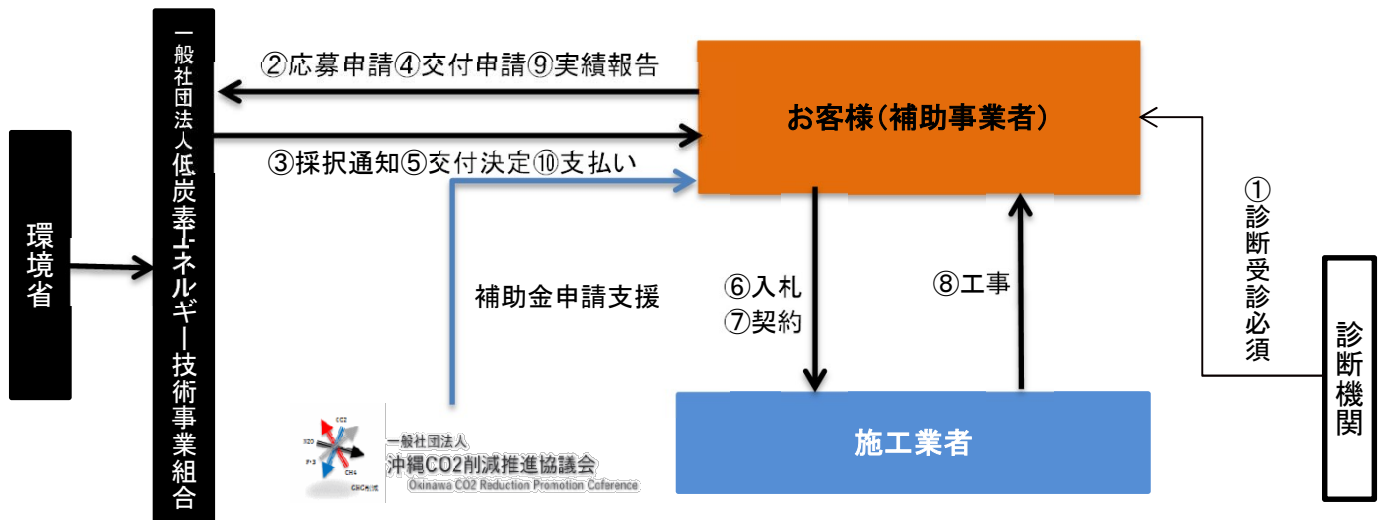 環境省
一般社団法人低炭素エネルギー技術事業組合
②応募申請④交付申請⑨実績報告
③採択通知⑤交付決定⑩支払い
お客様(補助事業者)
①診断受診必須
診断機関
補助金申請支援
⑥入札
⑦契約
⑧工事
施工業者
CO2
N2O
CH4
一般社団法人
沖縄CO2削減推進協議会
Okinawa CO2 Reduction Promotion Coference